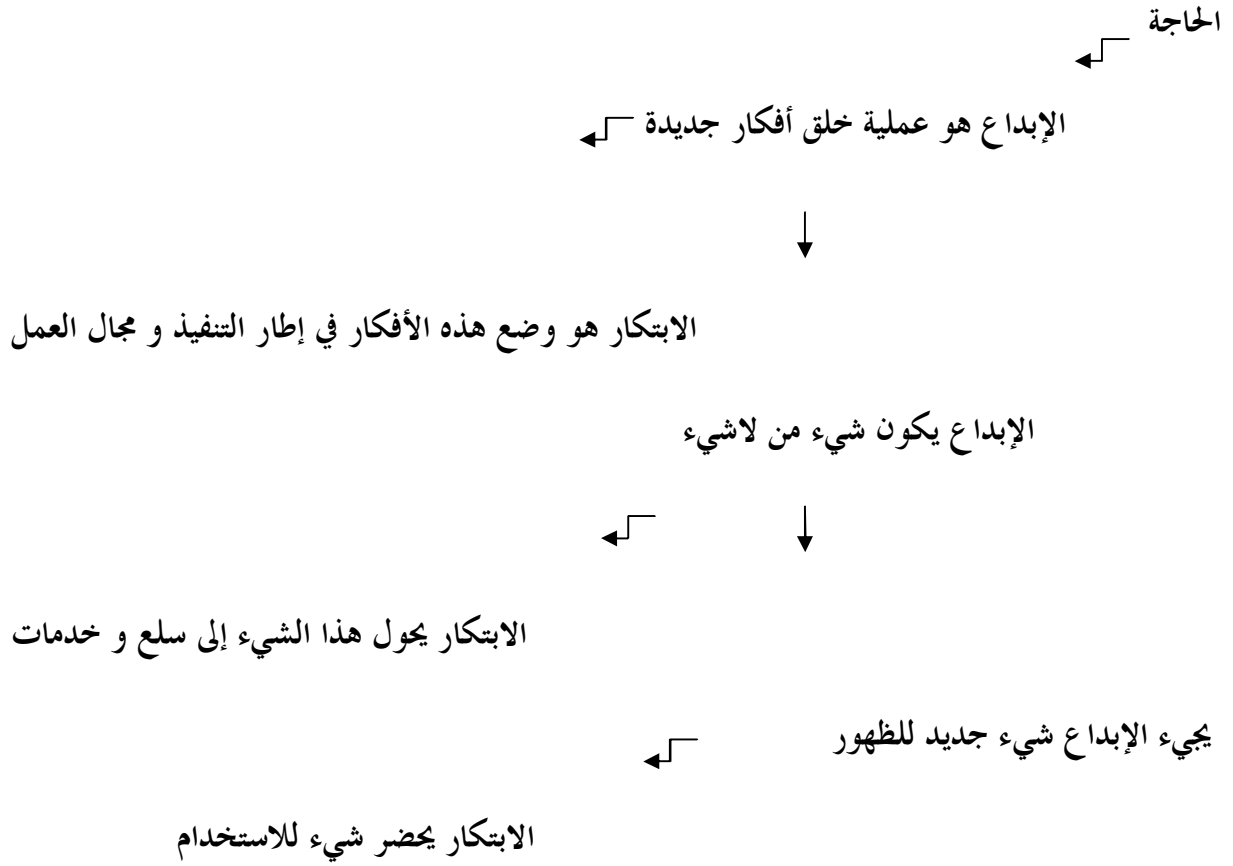 الحاجة
الإبداع هو عملية خلق أفكار جديدة
الابتكار هو وضع هذه الأفكار في إطار التنفيذ و مجال العمل
الإبداع يكون شيء من لاشيء
الابتكار يحول هذا الشيء إلى سلع و خدمات
يجيء الإبداع شيء جديد للظهور
الابتكار يحضر شيء للاستخدام